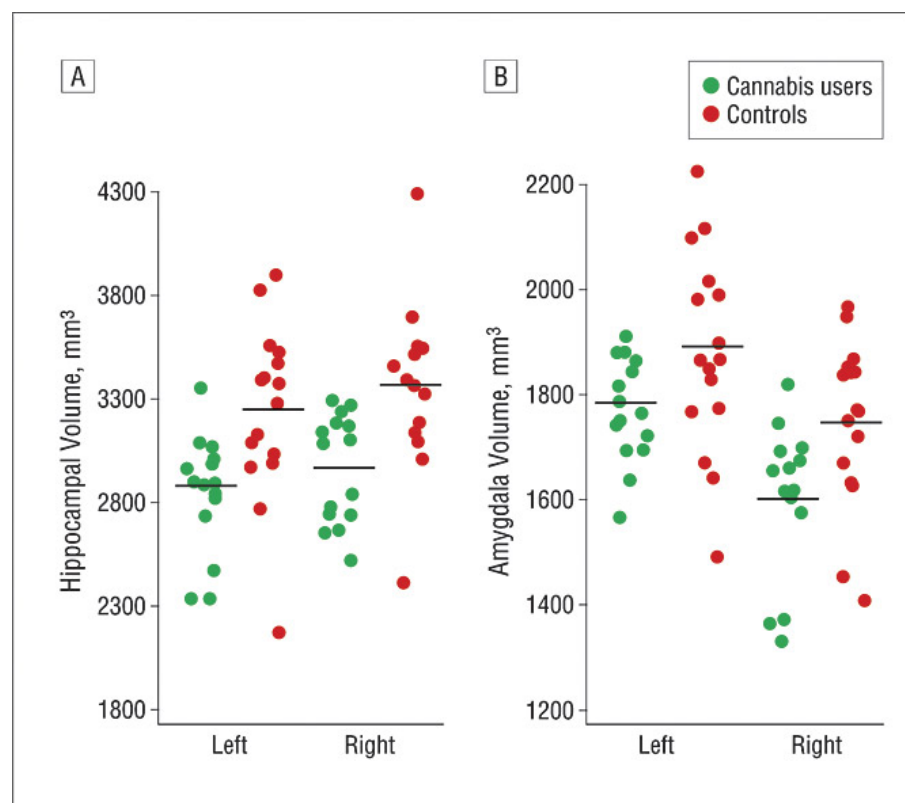 A
B
Cannabis users
Controls
Hippocampal Volume, mm³
4300
3800
3300
2800
2300
1800
Left
Right
Amygdala Volume, mm³
2200
2000
1800
1600
1400
1200
Left
Right